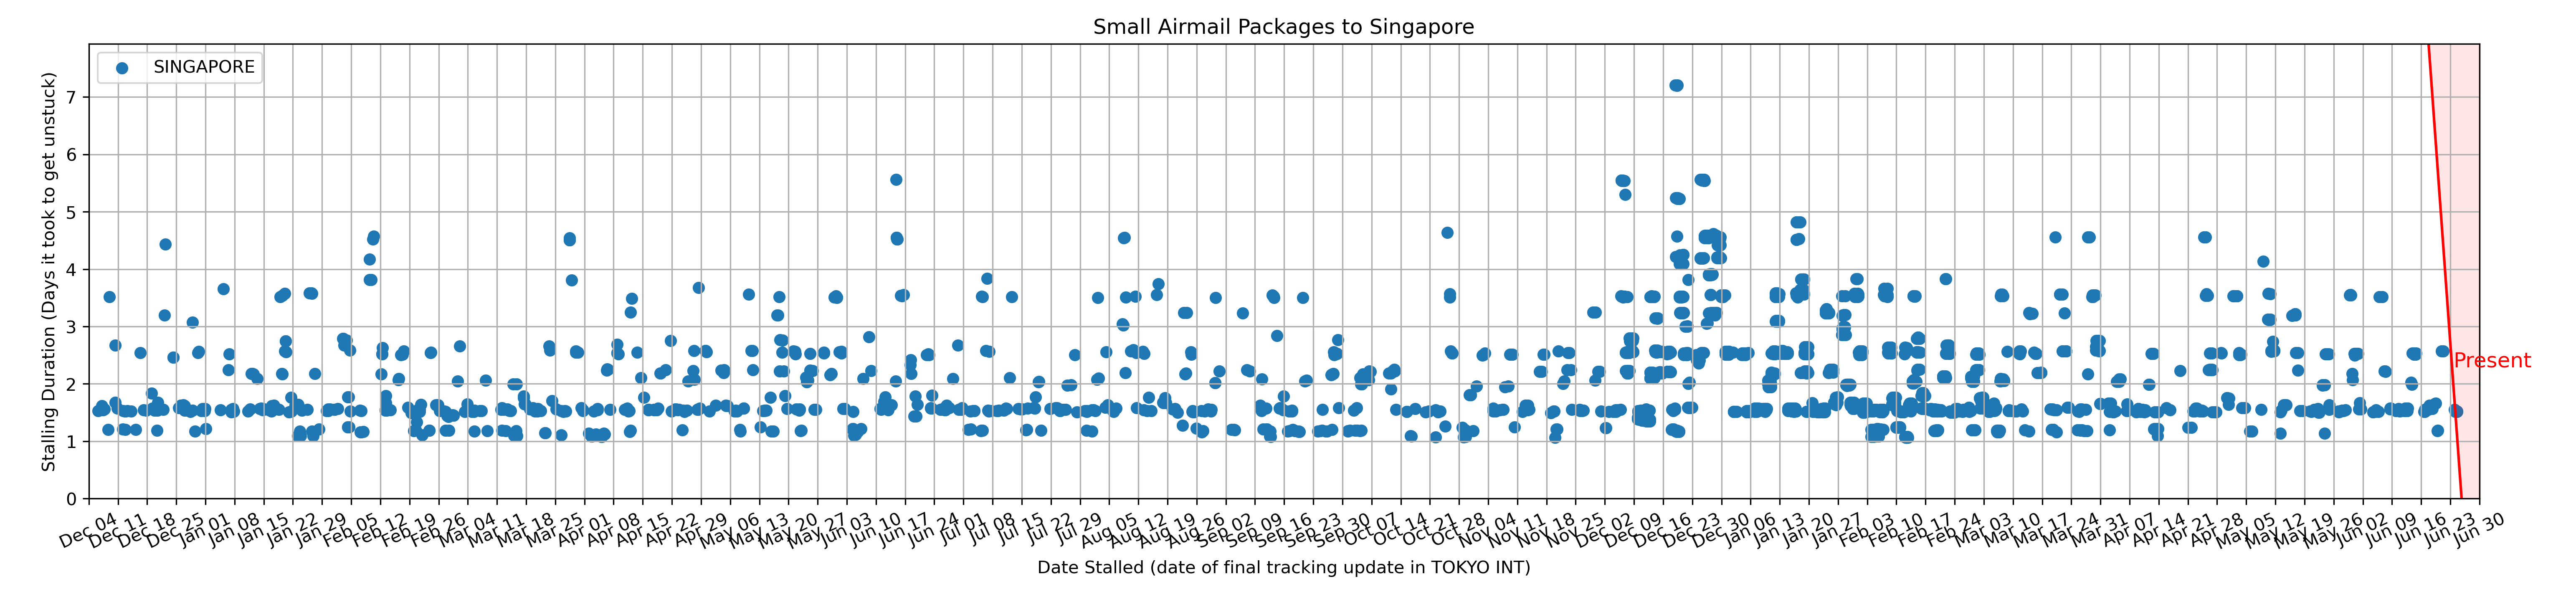 Small Airmail Packages to Singapore
SINGAPORE
Stalling Duration (Days it took to get unstuck)
7
6
5
4
3
2
1
0
Present
Dec 04
Dec 11
Dec 18
Dec 25
Jan 01
Jan 08
Jan 15
Jan 22
Jan 29
Feb 05
Feb 12
Feb 19
Feb 26
Mar 04
Mar 11
Mar 18
Mar 25
Apr 01
Apr 08
Apr 15
Apr 22
Apr 29
May 06
May 13
May 20
May 27
Jun 03
Jun 10
Jun 17
Jun 24
Jul 01
Jul 08
Jul 15
Jul 22
Jul 29
Aug 05
Aug 12
Aug 19
Aug 26
Sep 02
Sep 09
Sep 16
Sep 23
Sep 30
Oct 07
Oct 14
Oct 21
Oct 28
Nov 04
Nov 11
Nov 18
Nov 25
Dec 02
Dec 09
Dec 16
Dec 23
Dec 30
Jan 06
Jan 13
Jan 20
Jan 27
Feb 03
Feb 10
Feb 17
Feb 24
Mar 03
Mar 10
Mar 17
Mar 24
Mar 31
Apr 07
Apr 14
Apr 21
Apr 28
May 05
May 12
May 19
May 26
Jun 02
Jun 09
Jun 16
Jun 23
Jun 30
Date Stalled (date of final tracking update in TOKYO INT)